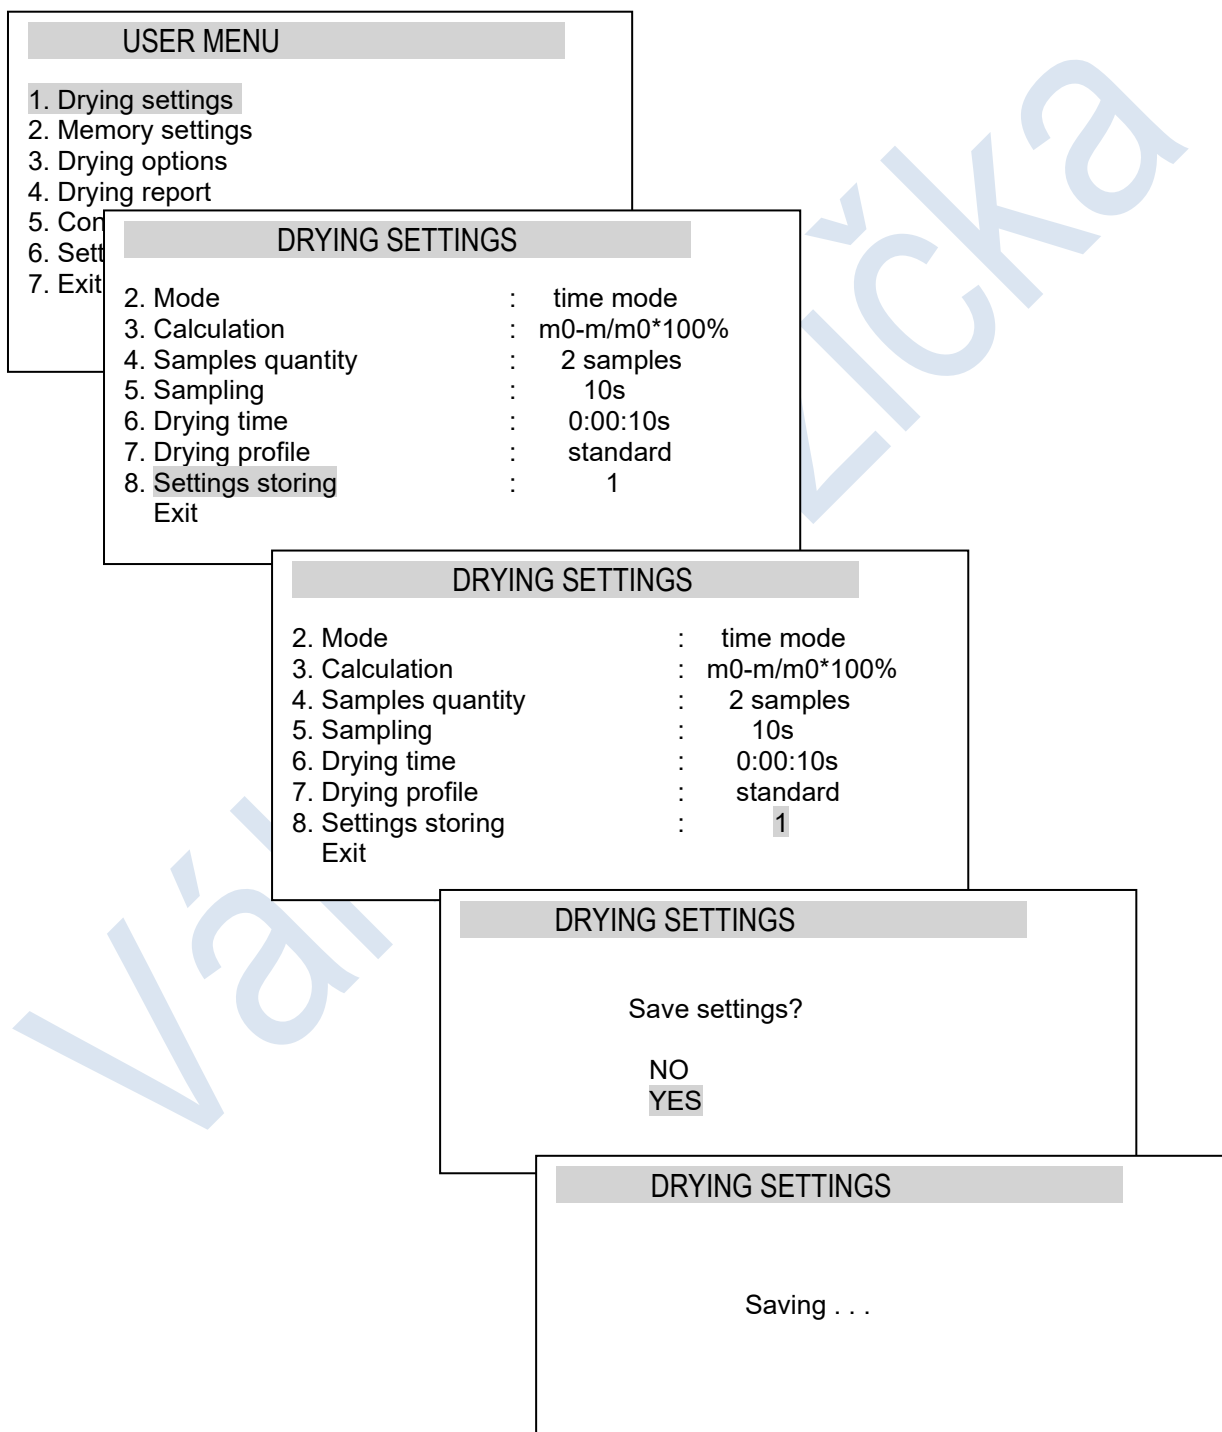 USER MENU
1. Drying settings
2. Memory settings
3. Drying options
4. Drying report
5. Con
6. Sett
7. Exit
DRYING SETTINGS
2. Mode : time mode
3. Calculation : m0-m/m0*100%
4. Samples quantity : 2 samples
5. Sampling : 10s
6. Drying time : 0:00:10s
7. Drying profile : standard
8. Settings storing : 1
Exit
DRYING SETTINGS
2. Mode : time mode
3. Calculation : m0-m/m0*100%
4. Samples quantity : 2 samples
5. Sampling : 10s
6. Drying time : 0:00:10s
7. Drying profile : standard
8. Settings storing : 1
Exit
DRYING SETTINGS
Save settings?
NO
YES
DRYING SETTINGS
Saving . . .